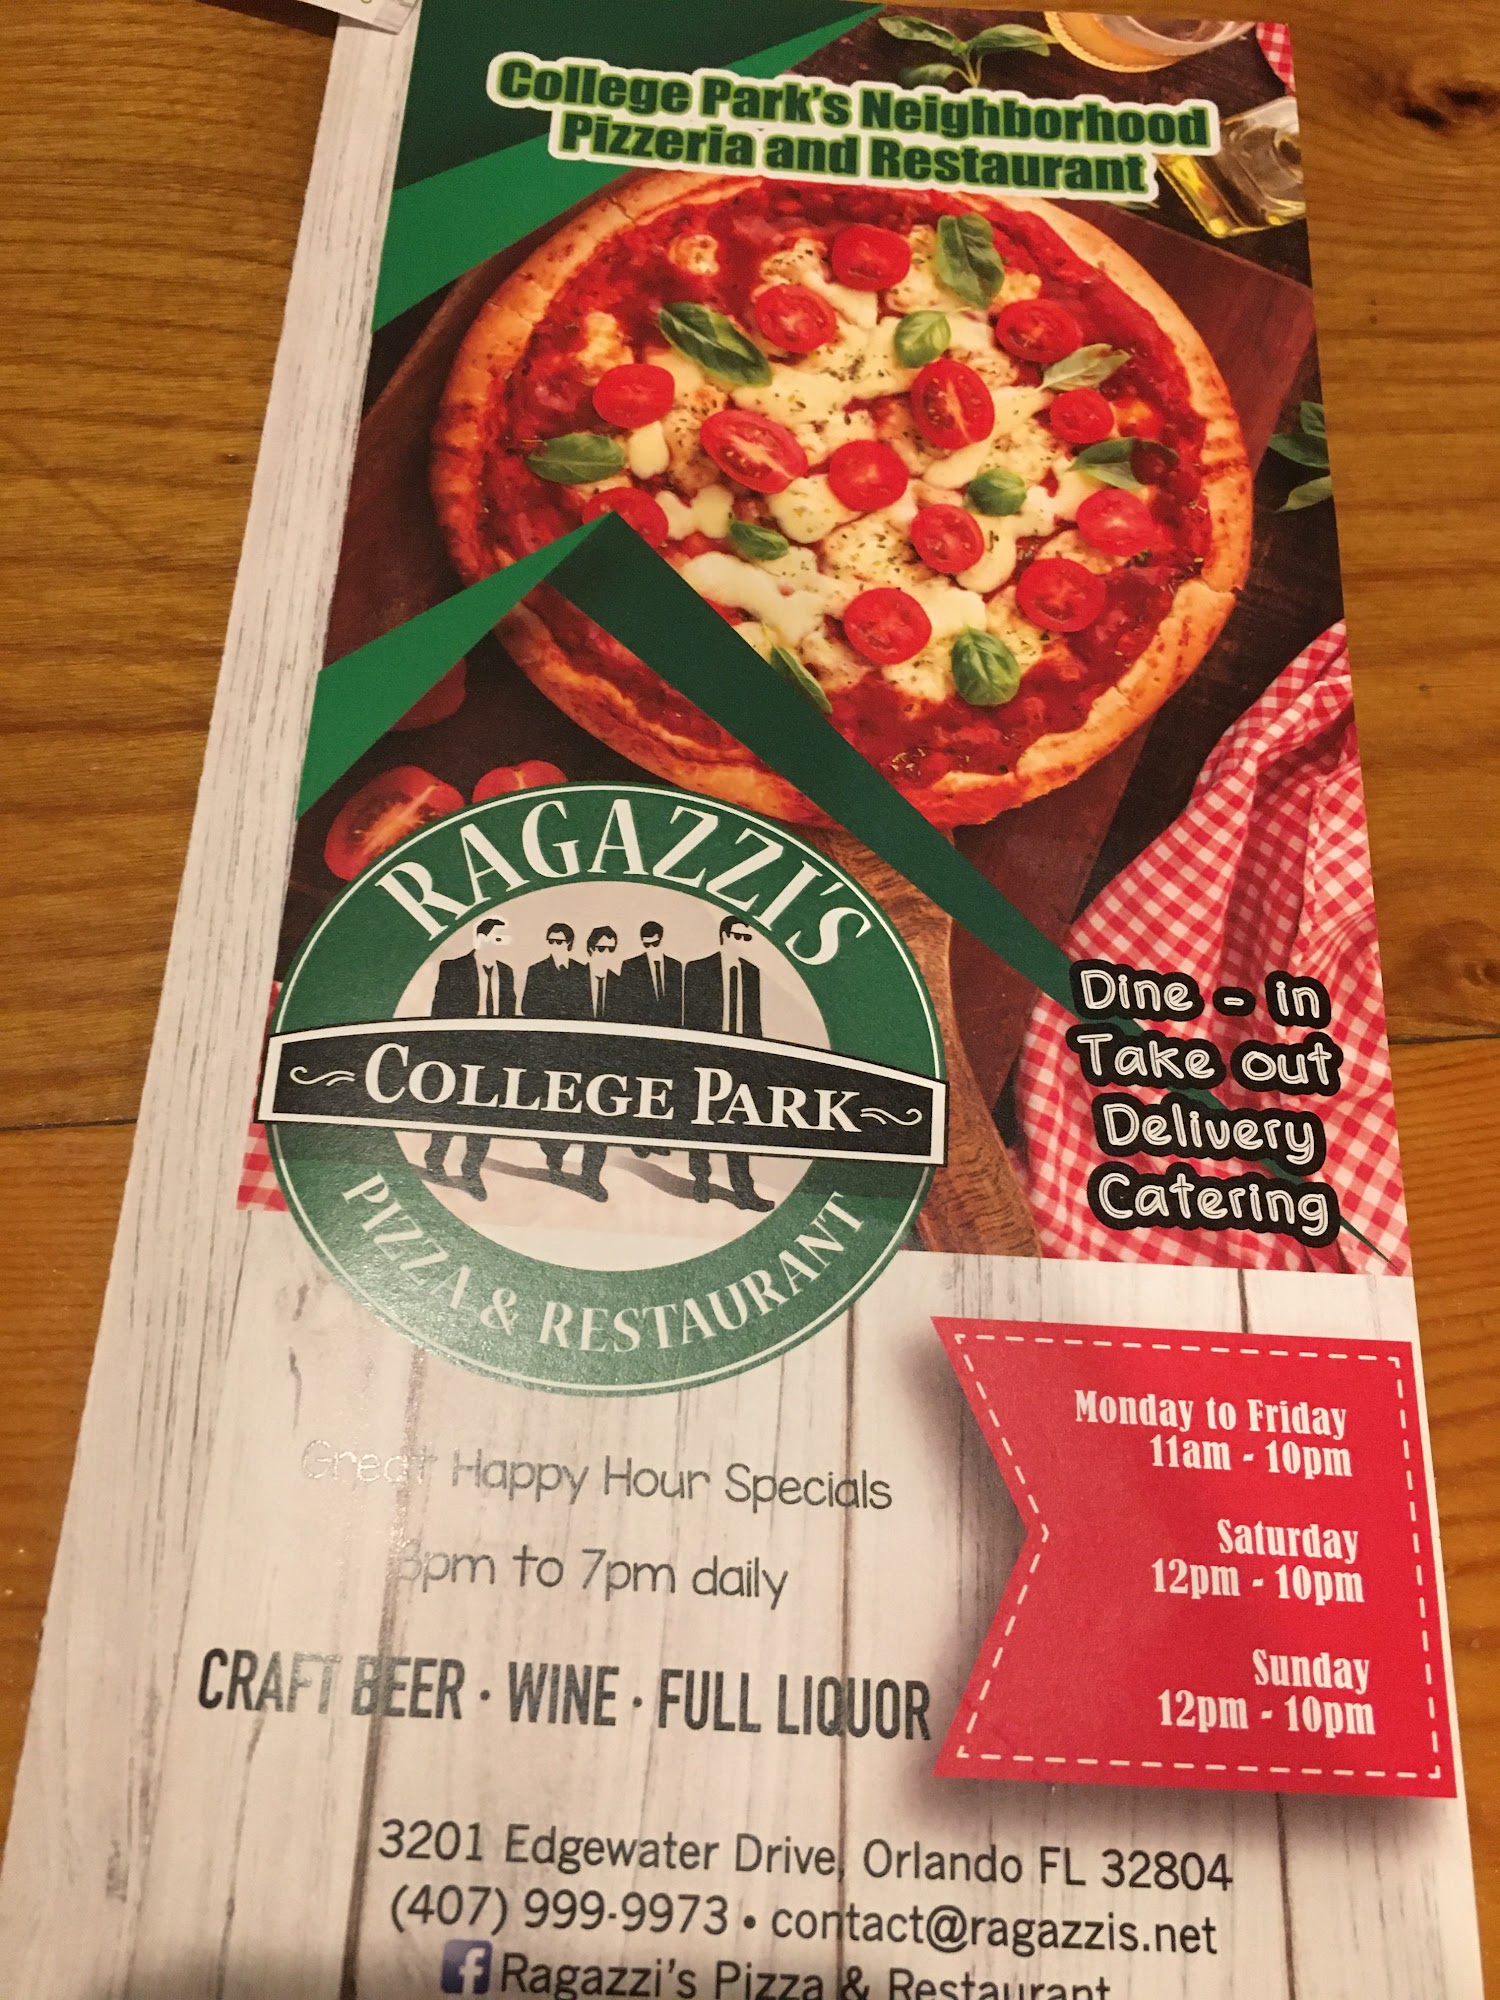 College Park's Neighborhood
Pizzeria and Restaurant
RAGAZZI'S
COLLEGE PARK
PIZZA & RESTAURANT
Dine - in
Take out
Delivery
Catering
Monday to Friday
11am - 10pm
Saturday
12pm - 10pm
Sunday
12pm - 10pm
Great Happy Hour Specials
3pm to 7pm daily
CRAFT BEER · WINE · FULL LIQUOR
3201 Edgewater Drive, Orlando FL 32804
(407) 999-9973 • contact@ragazzis.net
f Ragazzi's Pizza & Restaurant